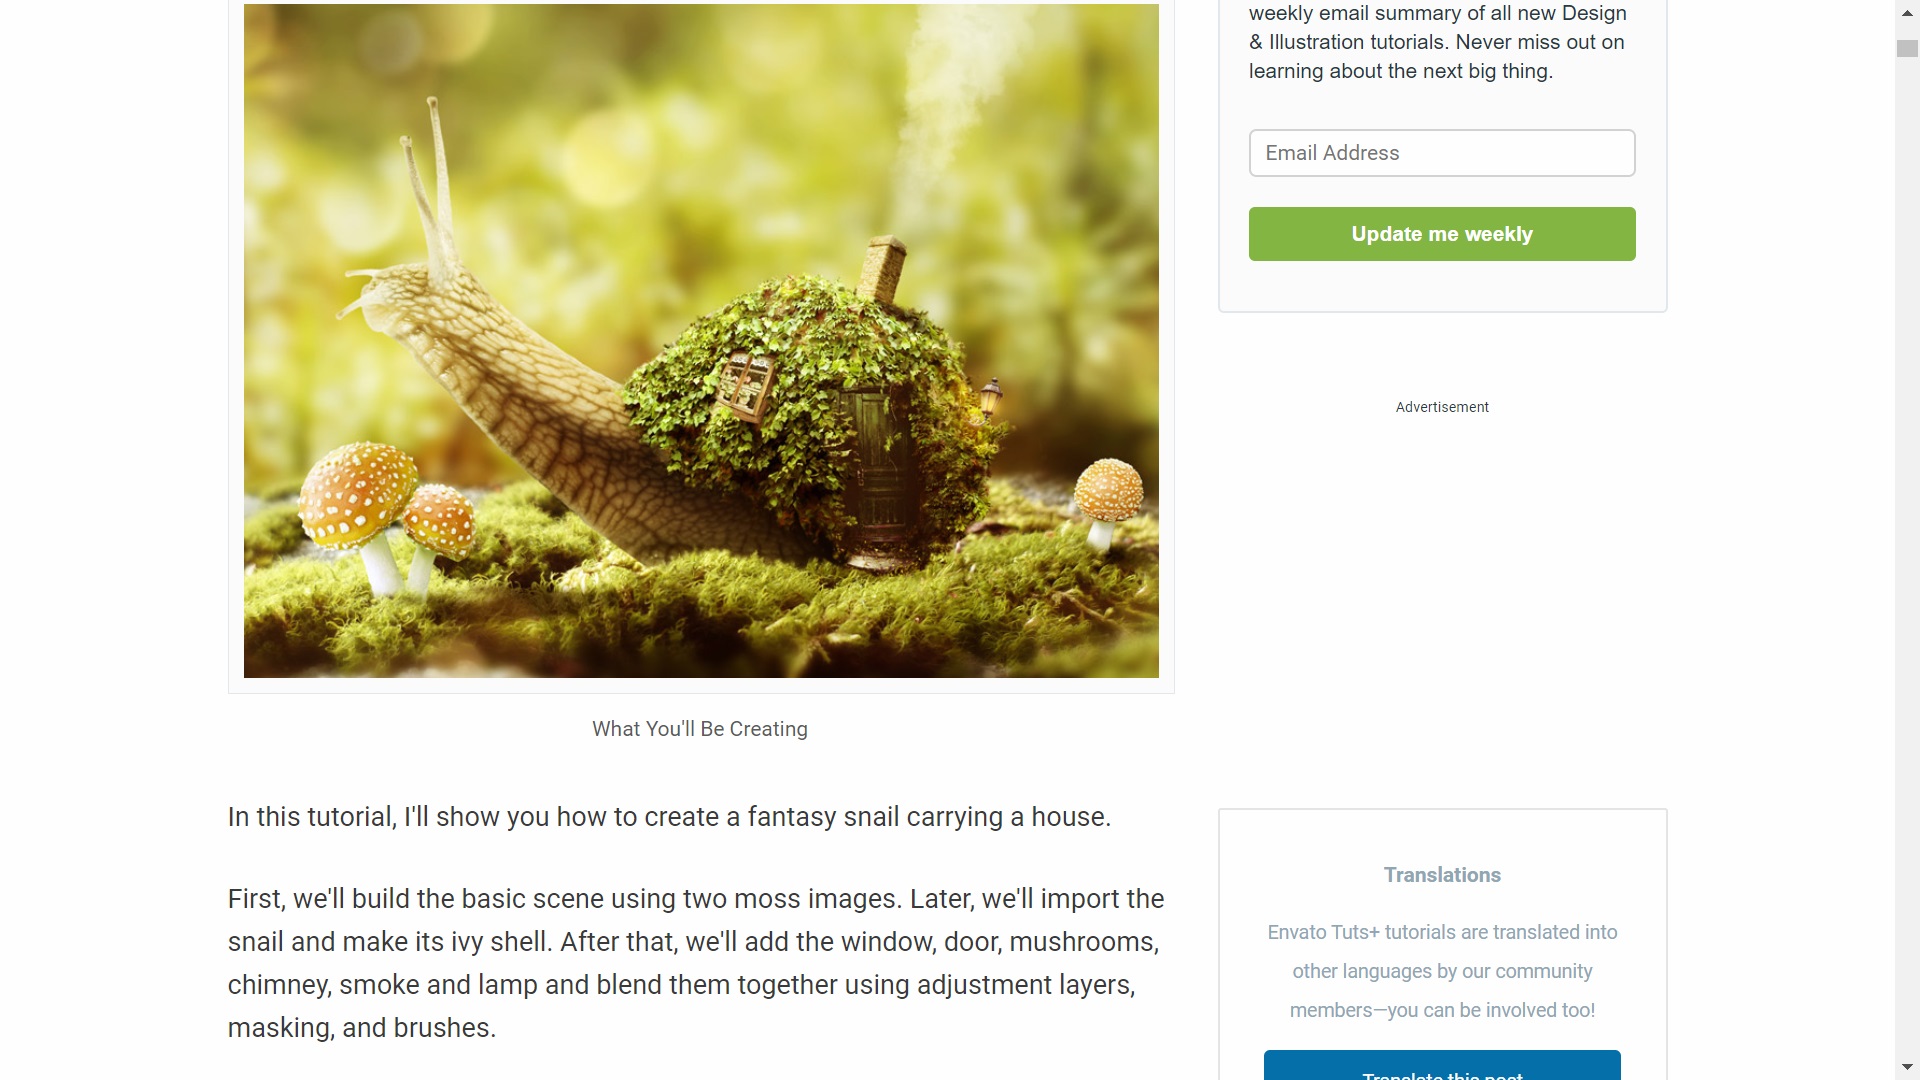 weekly email summary of all new Design
& Illustration tutorials. Never miss out on
learning about the next big thing.
Email Address
Update me weekly
Advertisement
What You'll Be Creating
In this tutorial, I'll show you how to create a fantasy snail carrying a house.
First, we'll build the basic scene using two moss images. Later, we'll import the
snail and make its ivy shell. After that, we'll add the window, door, mushrooms,
chimney, smoke and lamp and blend them together using adjustment layers,
masking, and brushes.
Translations
Envato Tuts+ tutorials are translated into
other languages by our community
members—you can be involved too!
Translate this post